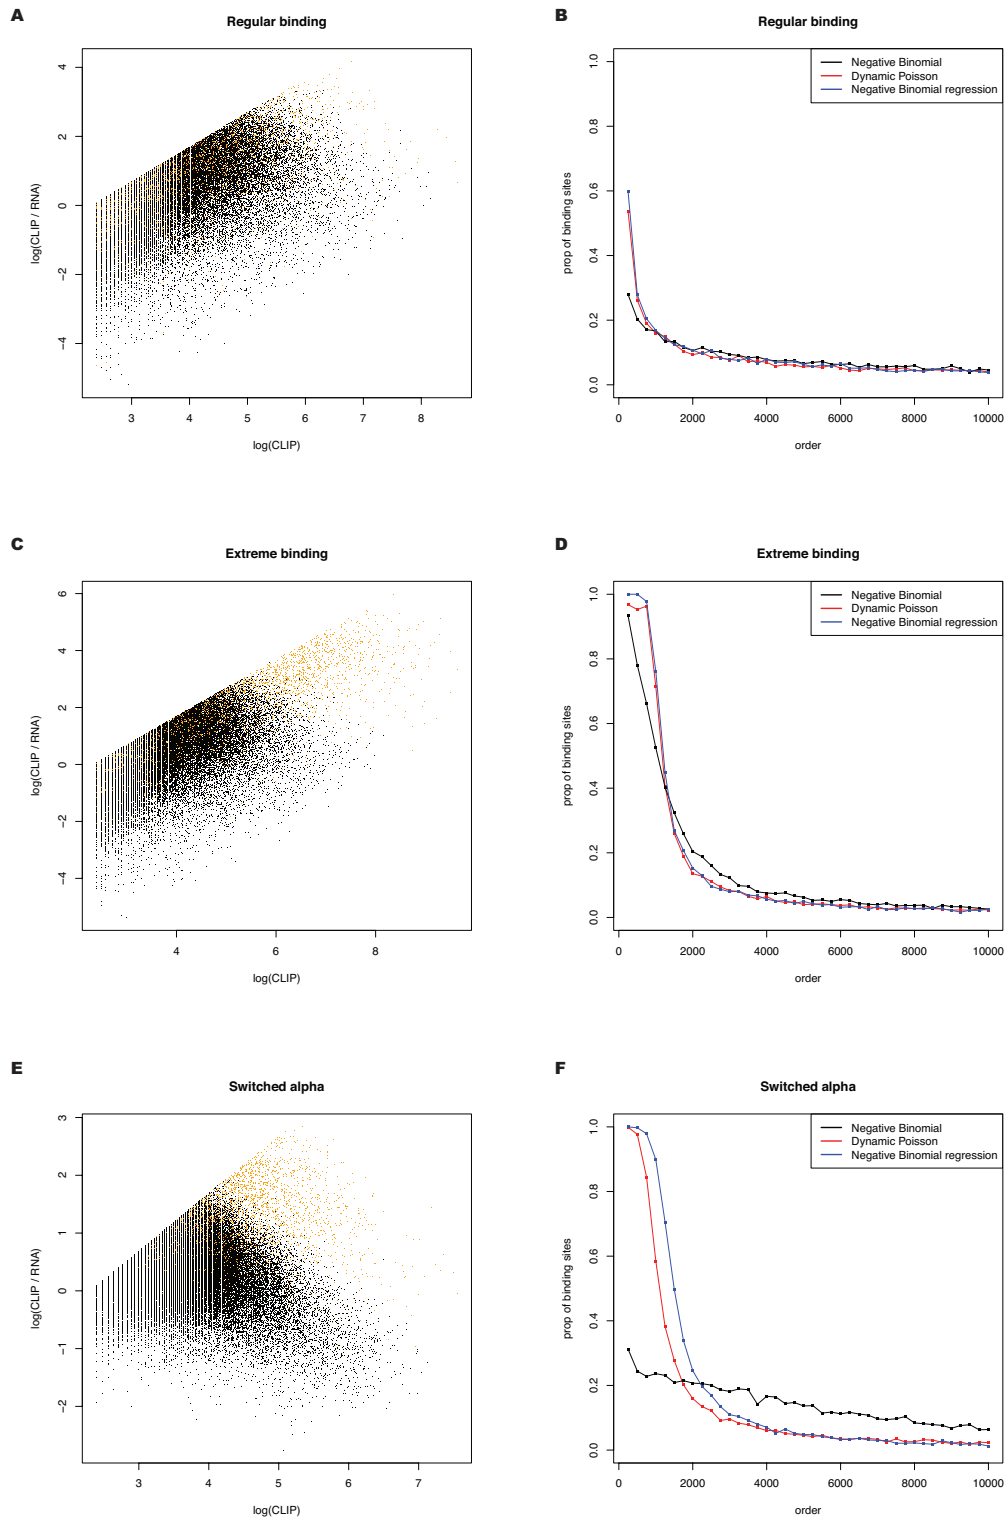 A
Regular binding
4
2
0
−2
−4
log(CLIP / RNA)
3 4 5 6 7 8
log(CLIP)
B
Regular binding
Negative Binomial
Dynamic Poisson
Negative Binomial regression
1.0
0.8
0.6
0.4
0.2
0.0
prop of binding sites
0 2000 4000 6000 8000 10000
order
C
Extreme binding
6
4
2
0
−2
−4
log(CLIP / RNA)
4 6 8
log(CLIP)
D
Extreme binding
Negative Binomial
Dynamic Poisson
Negative Binomial regression
1.0
0.8
0.6
0.4
0.2
0.0
prop of binding sites
0 2000 4000 6000 8000 10000
order
E
Switched alpha
3
2
1
0
−1
−2
log(CLIP / RNA)
3 4 5 6 7
log(CLIP)
F
Switched alpha
Negative Binomial
Dynamic Poisson
Negative Binomial regression
1.0
0.8
0.6
0.4
0.2
0.0
prop of binding sites
0 2000 4000 6000 8000 10000
order